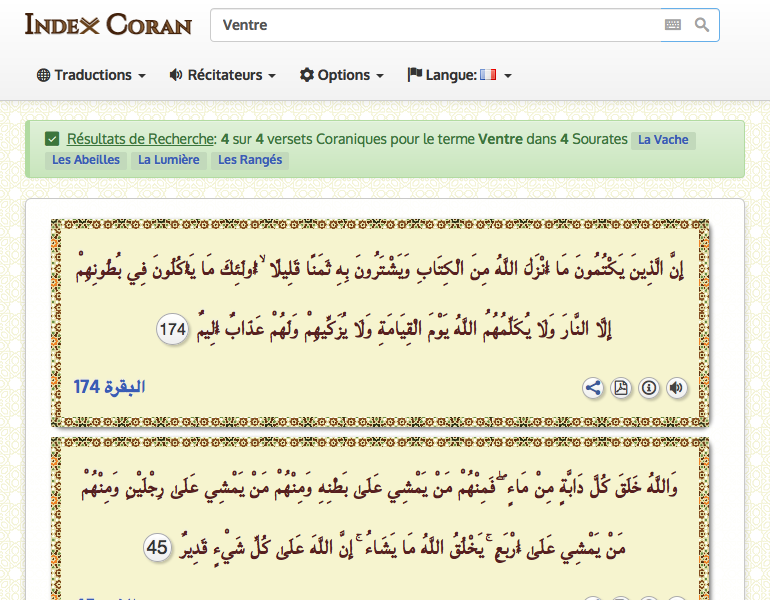 INDEX CORAN
Ventre
Traductions Récitateurs Options Langue:
Résultats de Recherche: 4 sur 4 versets Coraniques pour le terme Ventre dans 4 Sourates La Vache
Les Abeilles La Lumière Les Rangés
إِنَّ الَّذِينَ يَكْتُمُونَ مَا أَنْزَلَ اللَّهُ مِنَ الْكِتَابِ وَيَشْتَرُونَ بِهِ ثَمَنًا قَلِيلًا ۙ أُولَٰئِكَ مَا يَأْكُلُونَ فِي بُطُونِهِمْ
إِلَّا النَّارَ وَلَا يُكَلِّمُهُمُ اللَّهُ يَوْمَ الْقِيَامَةِ وَلَا يُزَكِّيهِمْ وَلَهُمْ عَذَابٌ أَلِيمٌ 174
البقرة 174
وَاللَّهُ خَلَقَ كُلَّ دَابَّةٍ مِنْ مَاءٍ ۖ فَمِنْهُمْ مَنْ يَمْشِي عَلَىٰ بَطْنِهِ وَمِنْهُمْ مَنْ يَمْشِي عَلَىٰ رِجْلَيْنِ وَمِنْهُمْ
مَنْ يَمْشِي عَلَىٰ أَرْبَعٍ ۚ يَخْلُقُ اللَّهُ مَا يَشَاءُ ۚ إِنَّ اللَّهَ عَلَىٰ كُلِّ شَيْءٍ قَدِيرٌ 45